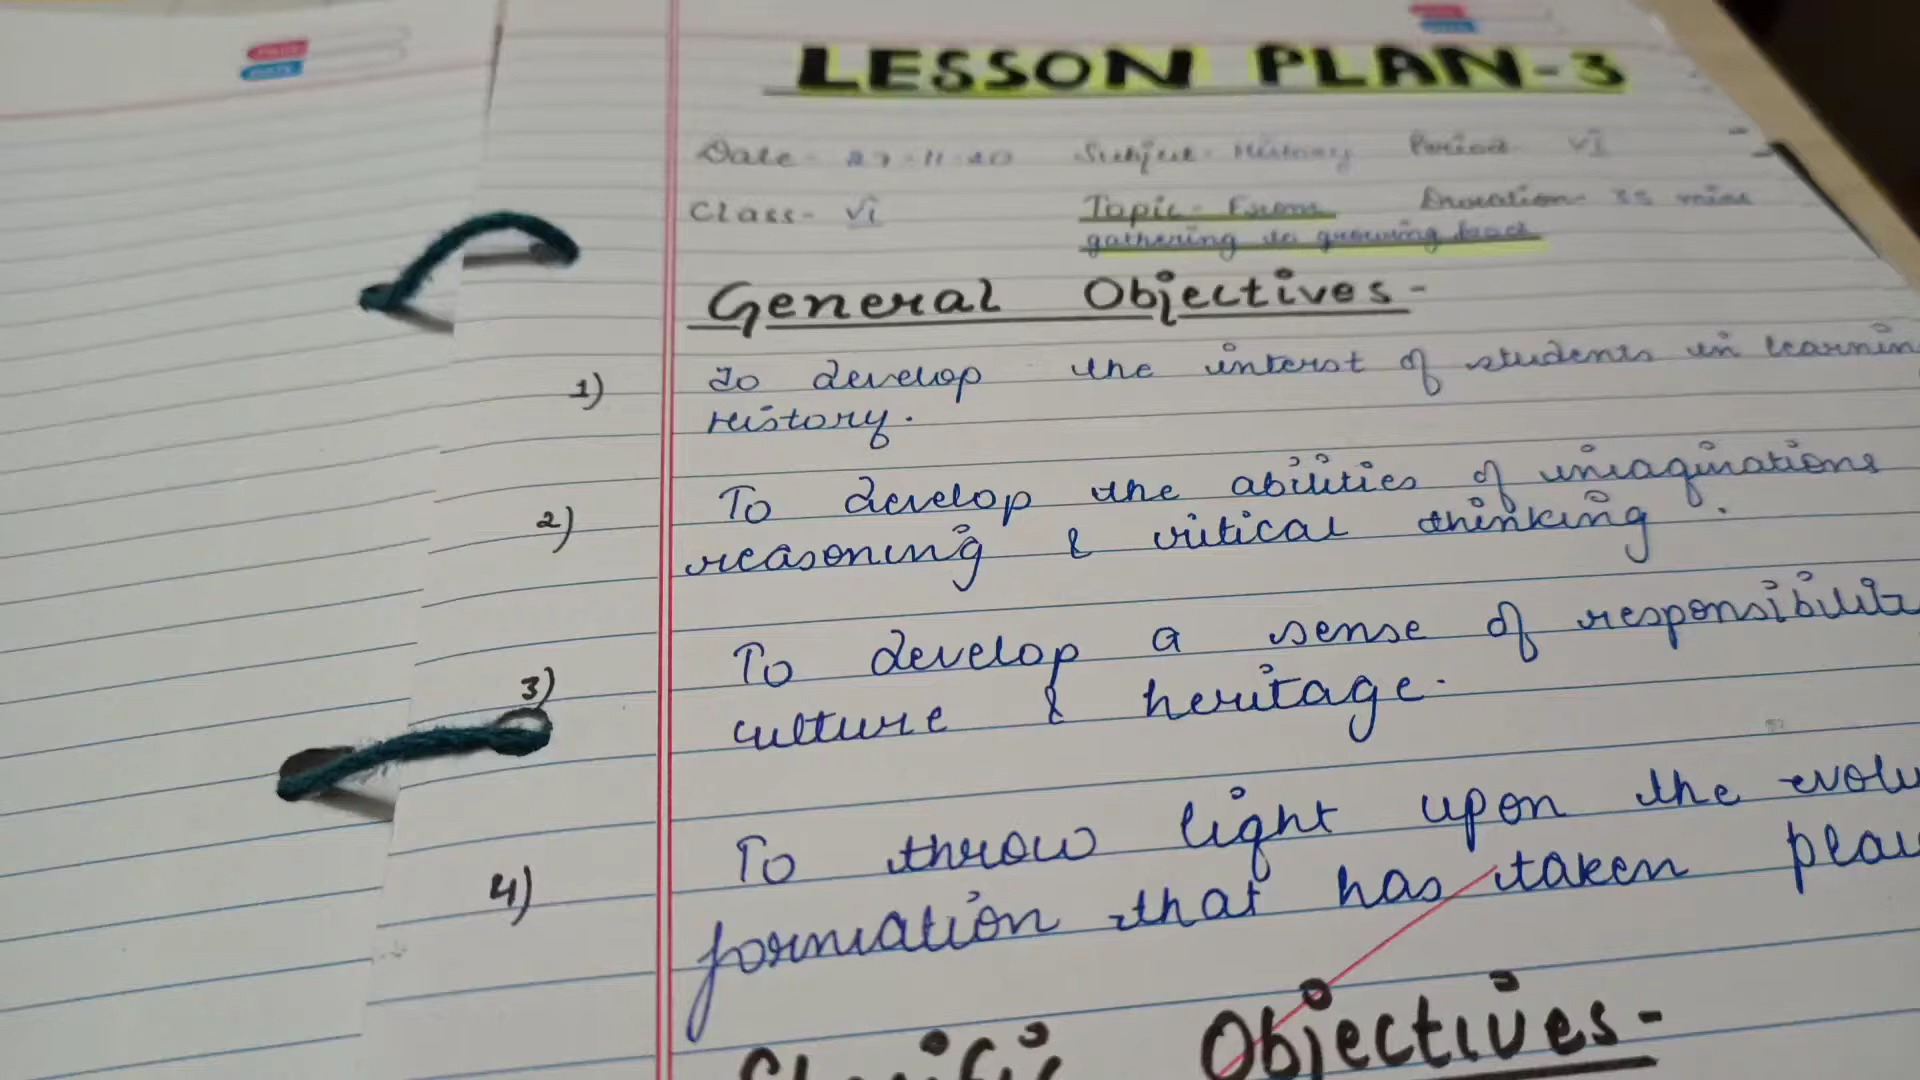 LESSON PLAN-3
Date- 27-11-20 Subject- History Period- VI
Class- VI Topic- From Duration- 35 mins
gathering to growing food
General Objectives-
1) To develop the interst of students in learnin
History.
2) To develop the abilities of imaginations
reasoning & critical thinking.
3) To develop a sense of responsibilit
culture & heritage.
4) To throw light upon the evolu
formation that has taken plac
Objectives-